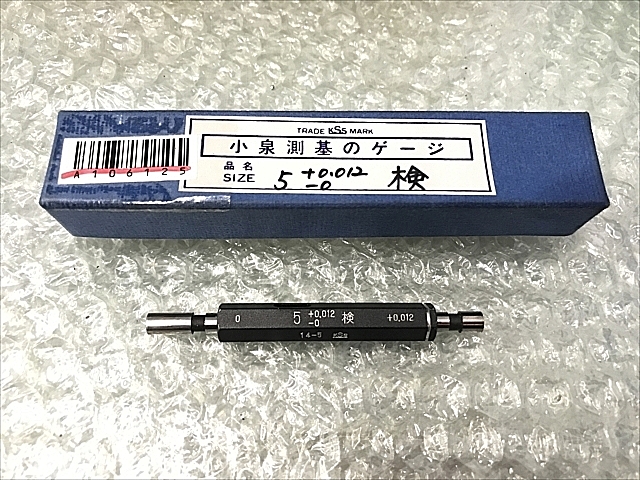 TRADE KSS MARK
小泉測基のゲージ
品名
SIZE 5 +0.012 -0 検
A106125
0 5 +0.012 -0 検 +0.012
14-5 KSS